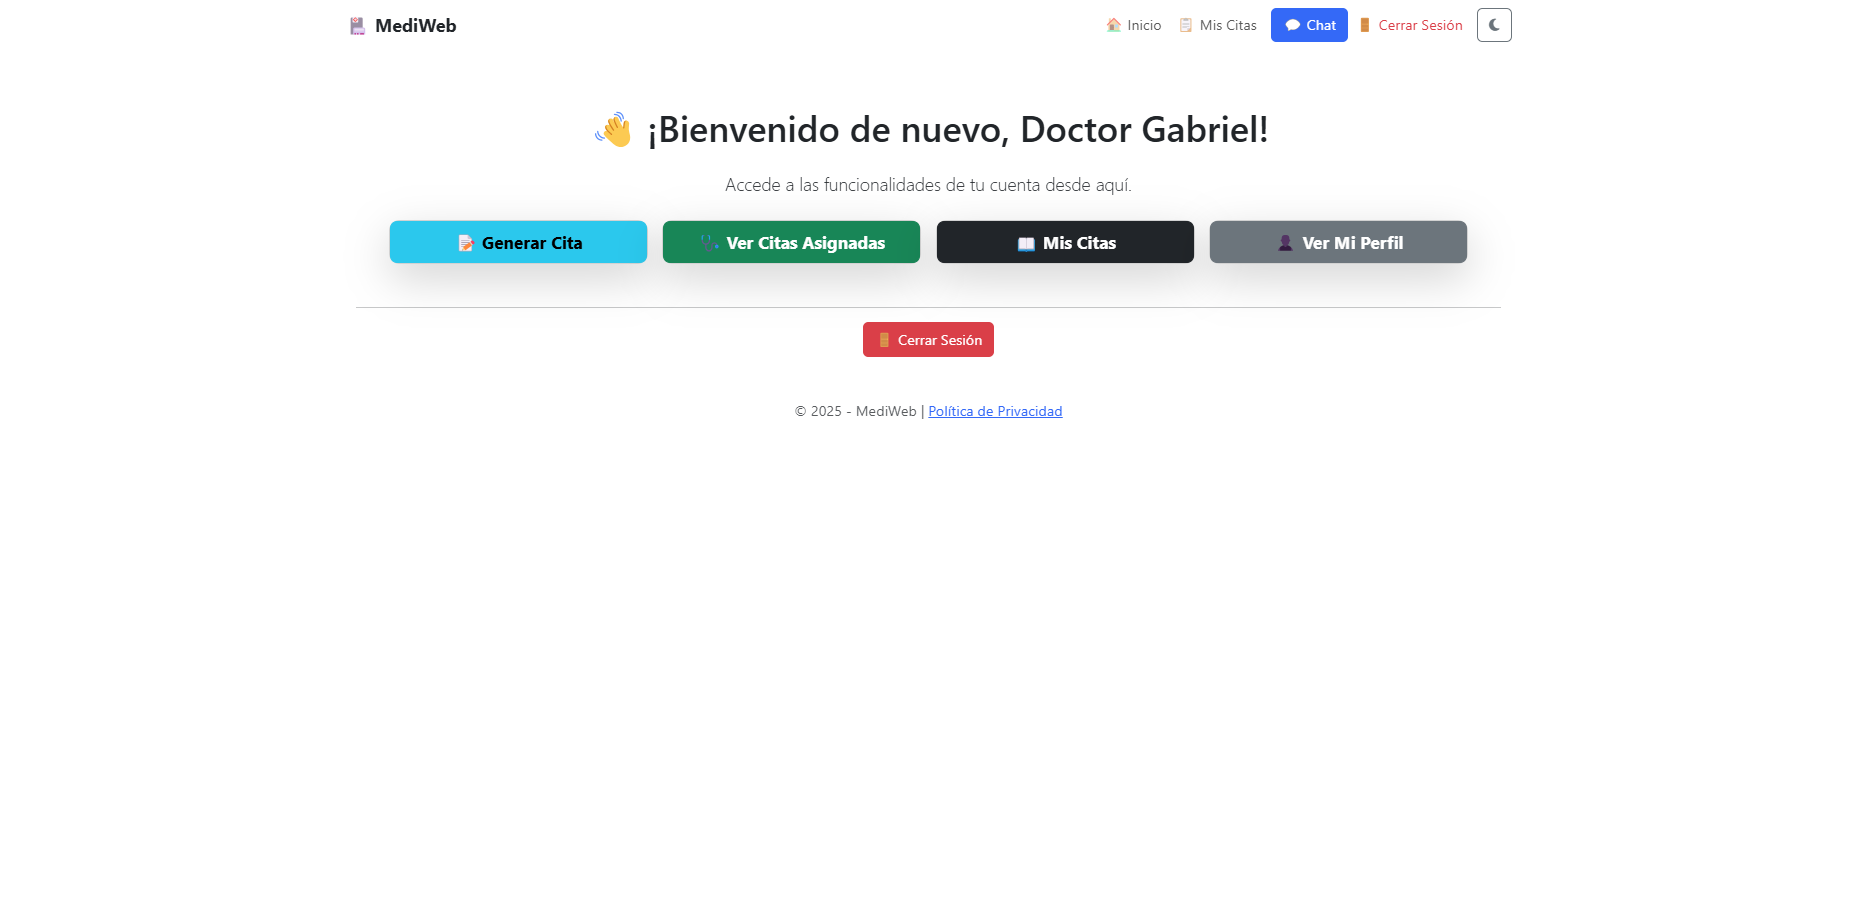 MediWeb
Inicio
Mis Citas
Chat
Cerrar Sesión
¡Bienvenido de nuevo, Doctor Gabriel!
Accede a las funcionalidades de tu cuenta desde aquí.
Generar Cita
Ver Citas Asignadas
Mis Citas
Ver Mi Perfil
Cerrar Sesión
© 2025 - MediWeb | Política de Privacidad